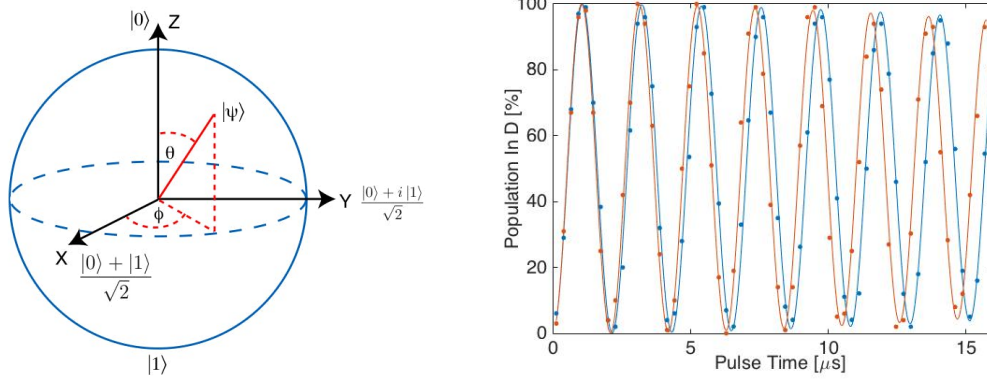 |0⟩
Z
|ψ⟩
θ
Y
|0⟩ + i |1⟩
√2
ϕ
X
|0⟩ + |1⟩
√2
|1⟩
Population In D [%]
100
80
60
40
20
0
0
5
10
15
Pulse Time [μs]